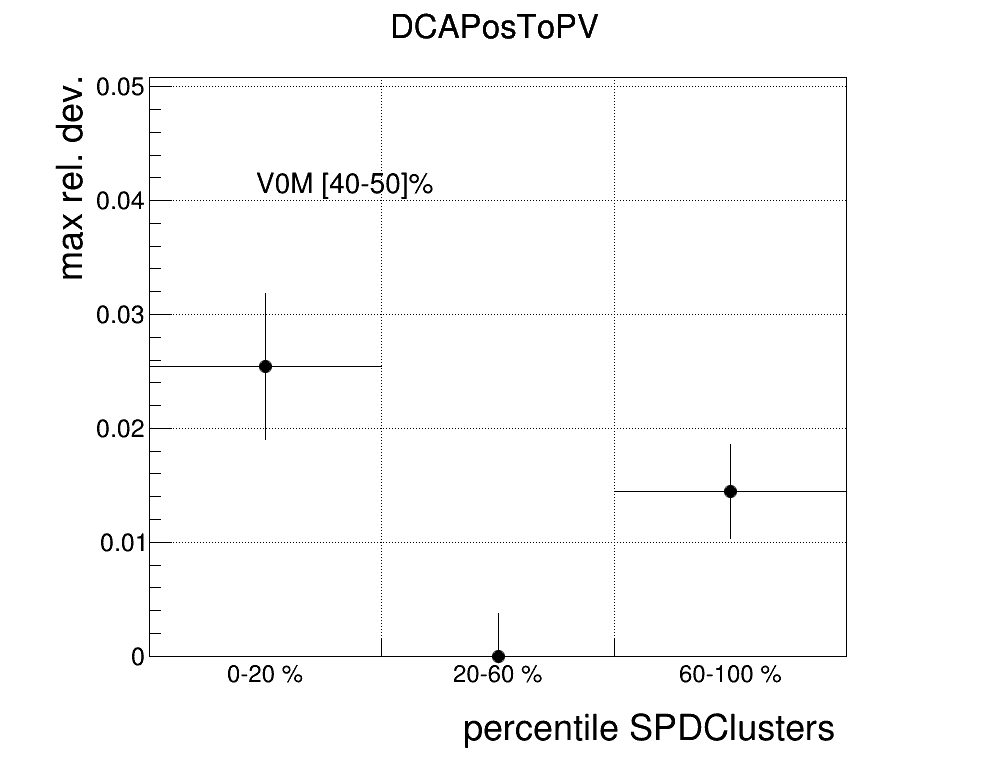 DCAPosToPV
max rel. dev.
0.05
V0M [40-50]%
0.04
0.03
0.02
0.01
0
0-20 %
20-60 %
60-100 %
percentile SPDClusters